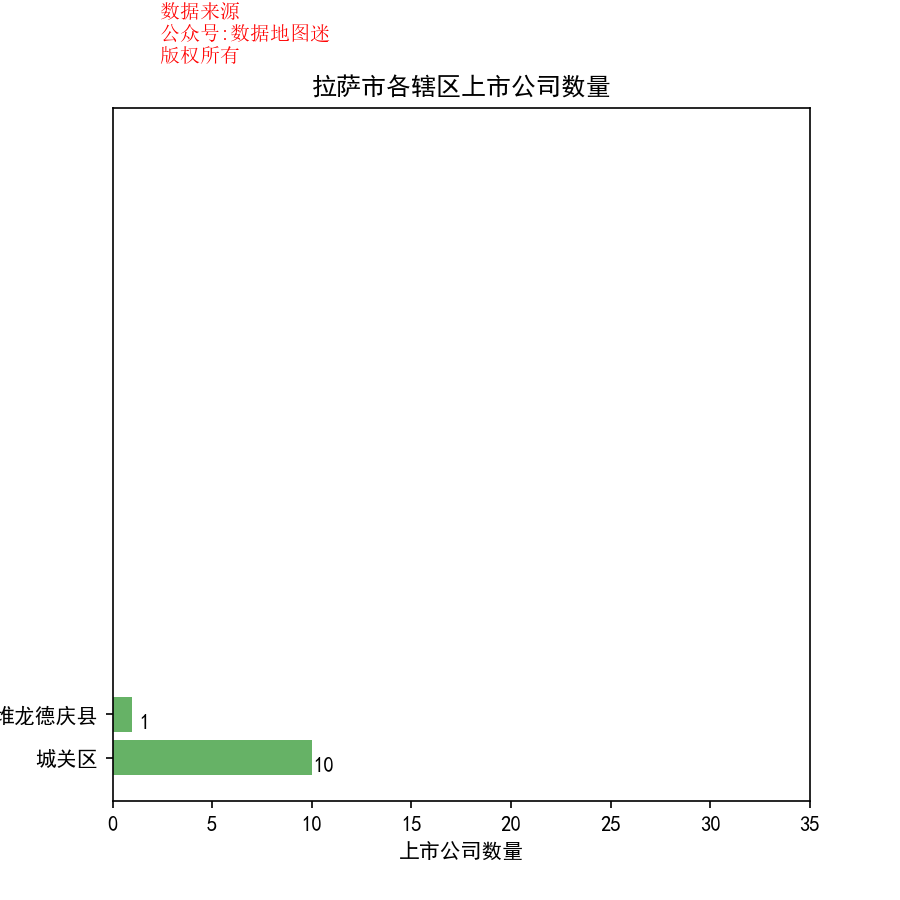 数据来源
公众号:数据地图迷
版权所有
拉萨市各辖区上市公司数量
堆龙德庆县
1
城关区
10
0 5 10 15 20 25 30 35
上市公司数量